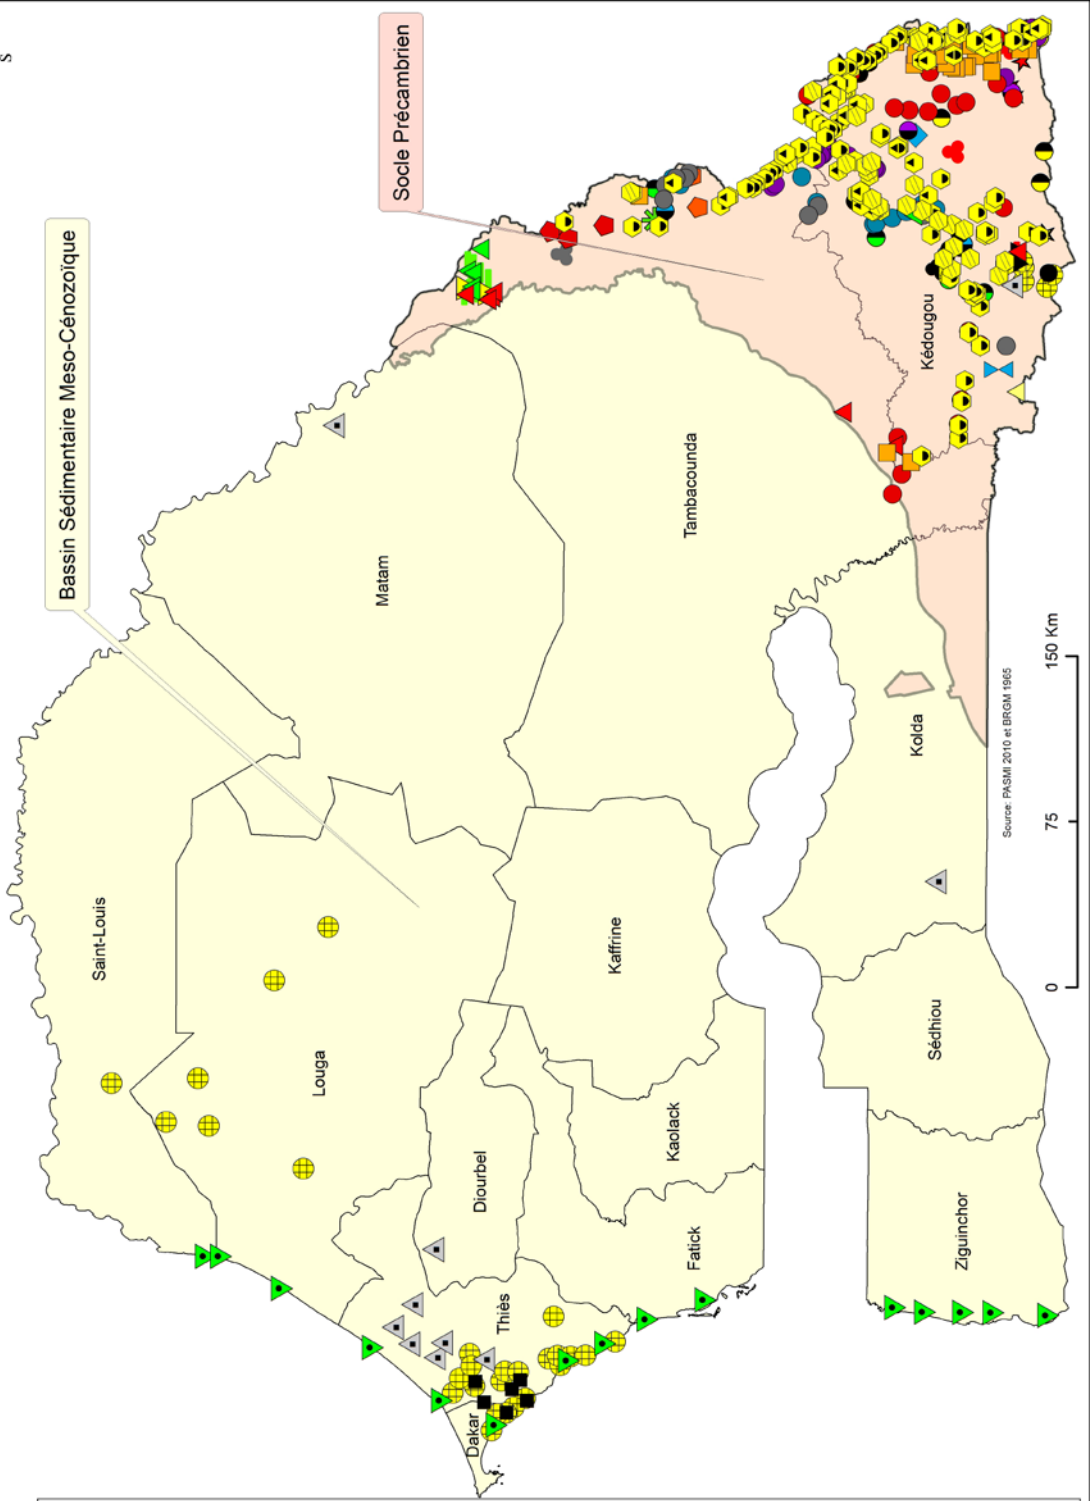 s
Bassin Sédimentaire Meso-Cénozoïque
Socle Précambrien
Saint-Louis
Matam
Louga
Tambacounda
Kédougou
Diourbel
Kaffrine
Thiès
Dakar
Kaolack
Fatick
Kolda
Sédhiou
Ziguinchor
Source: PASMI 2010 et BRGM 1965
0 75 150 Km